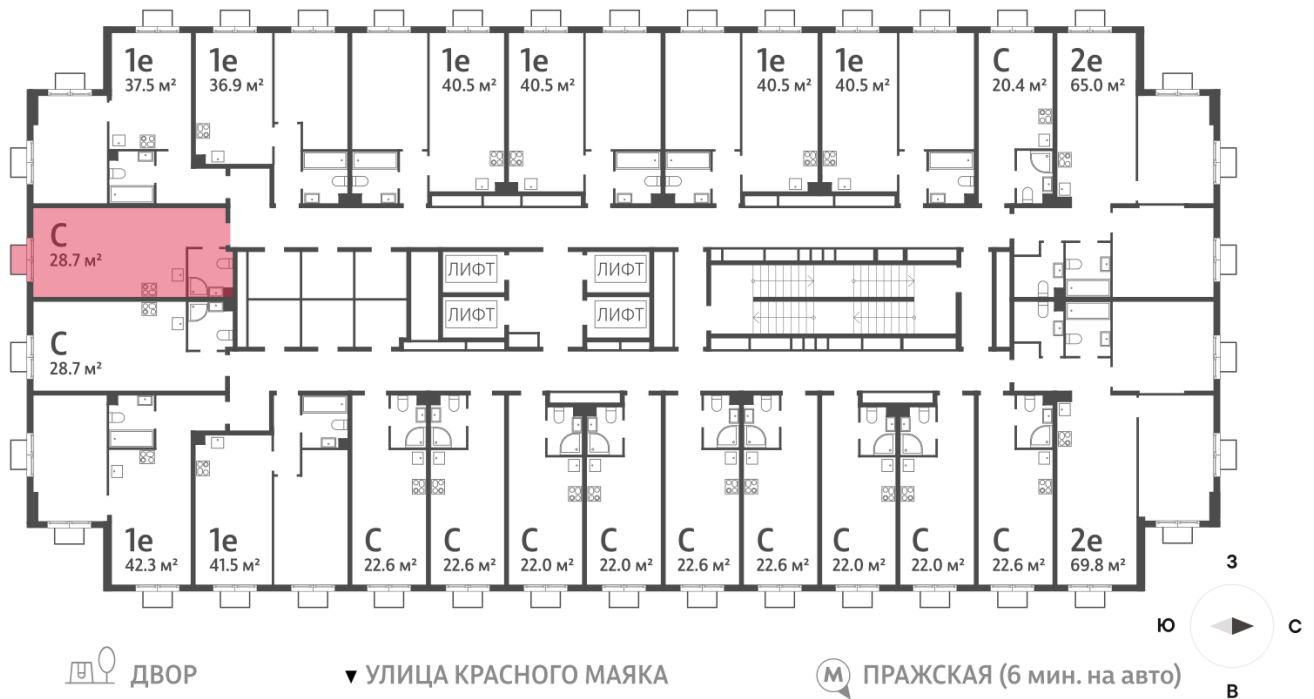 1е
37.5 м²
1е
36.9 м²
1е
40.5 м²
1е
40.5 м²
1е
40.5 м²
1е
40.5 м²
С
20.4 м²
2е
65.0 м²
С
28.7 м²
ЛИФТ
ЛИФТ
ЛИФТ
ЛИФТ
С
28.7 м²
1е
42.3 м²
1е
41.5 м²
С
22.6 м²
С
22.6 м²
С
22.0 м²
С
22.0 м²
С
22.6 м²
С
22.6 м²
С
22.0 м²
С
22.0 м²
С
22.6 м²
2е
69.8 м²
З
Ю
С
В
ДВОР
▼ УЛИЦА КРАСНОГО МАЯКА
М ПРАЖСКАЯ (6 мин. на авто)